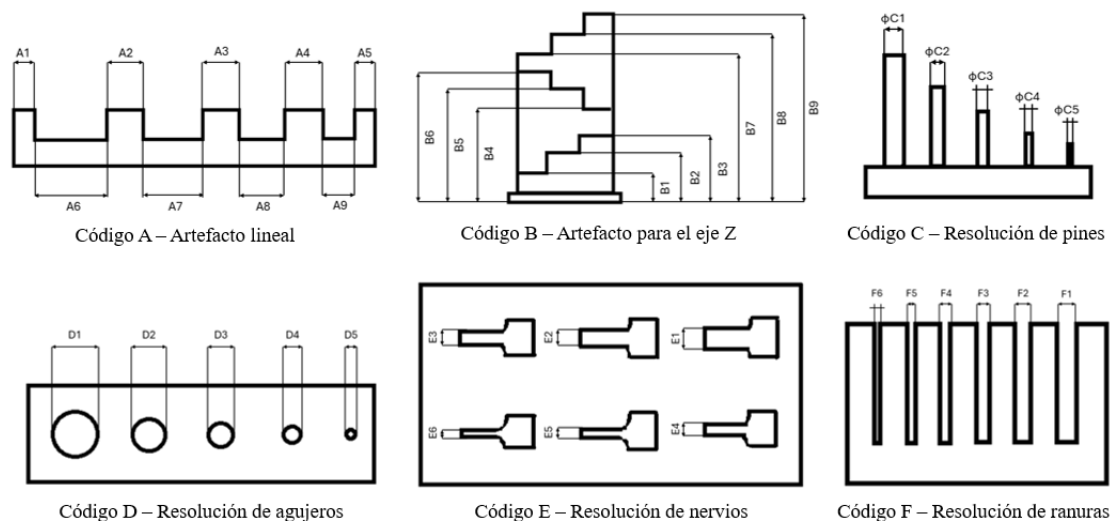 A1 A2 A3 A4 A5
A6 A7 A8 A9
Código A – Artefacto lineal
B6 B5 B4 B1 B2 B3 B7 B8 B9
Código B – Artefacto para el eje Z
ϕC1
ϕC2
ϕC3
ϕC4
ϕC5
Código C – Resolución de pines
D1 D2 D3 D4 D5
Código D – Resolución de agujeros
E3 E2 E1
E6 E5 E4
Código E – Resolución de nervios
F6 F5 F4 F3 F2 F1
Código F – Resolución de ranuras